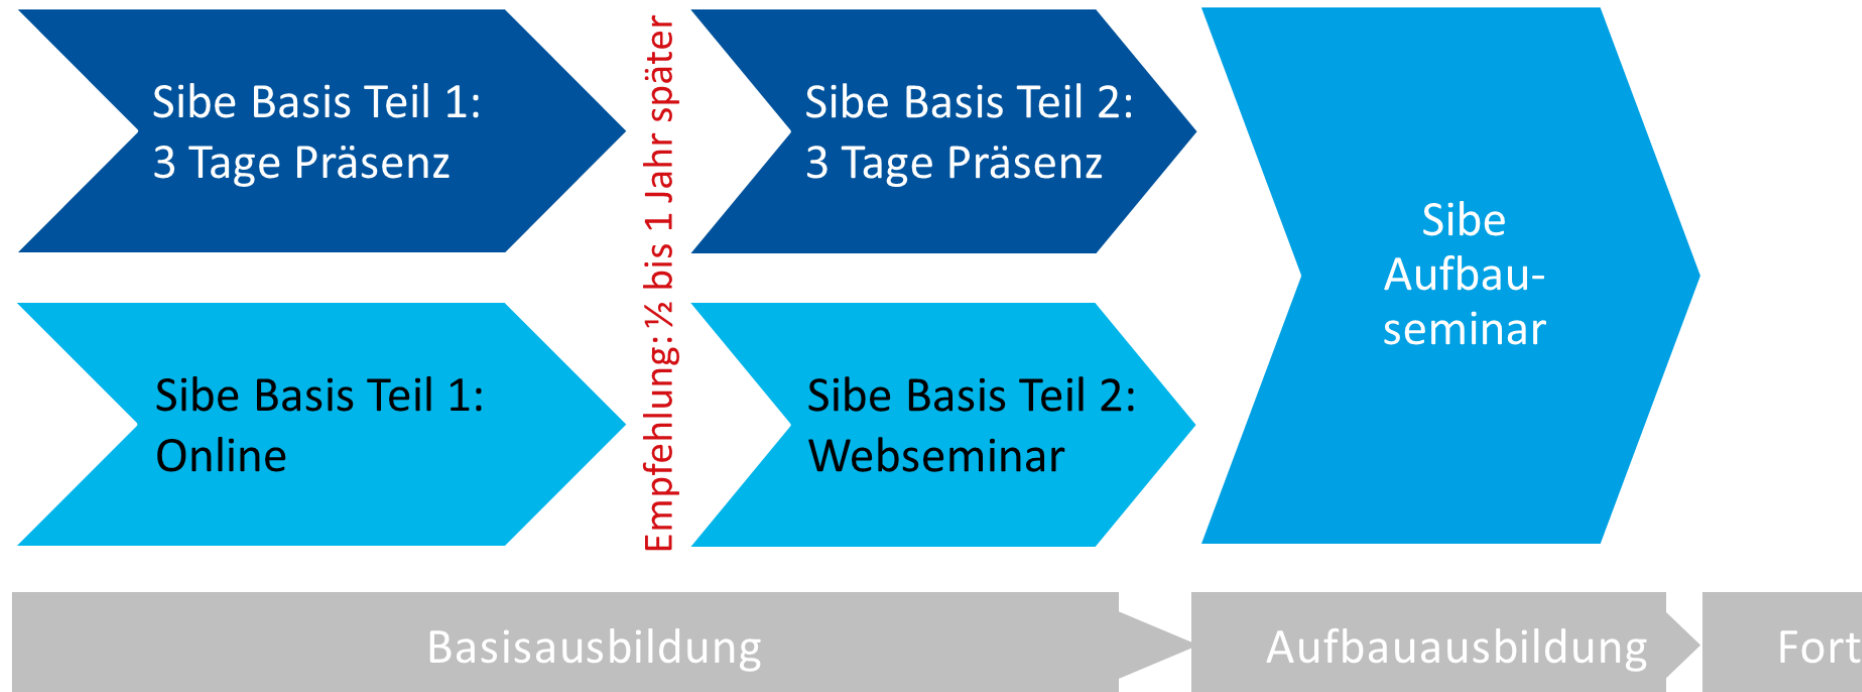 Sibe Basis Teil 1:
3 Tage Präsenz
Empfehlung: ½ bis 1 Jahr später
Sibe Basis Teil 2:
3 Tage Präsenz
Sibe
Aufbau-
seminar
Sibe Basis Teil 1:
Online
Sibe Basis Teil 2:
Webseminar
Basisausbildung
Aufbauausbildung
Fort